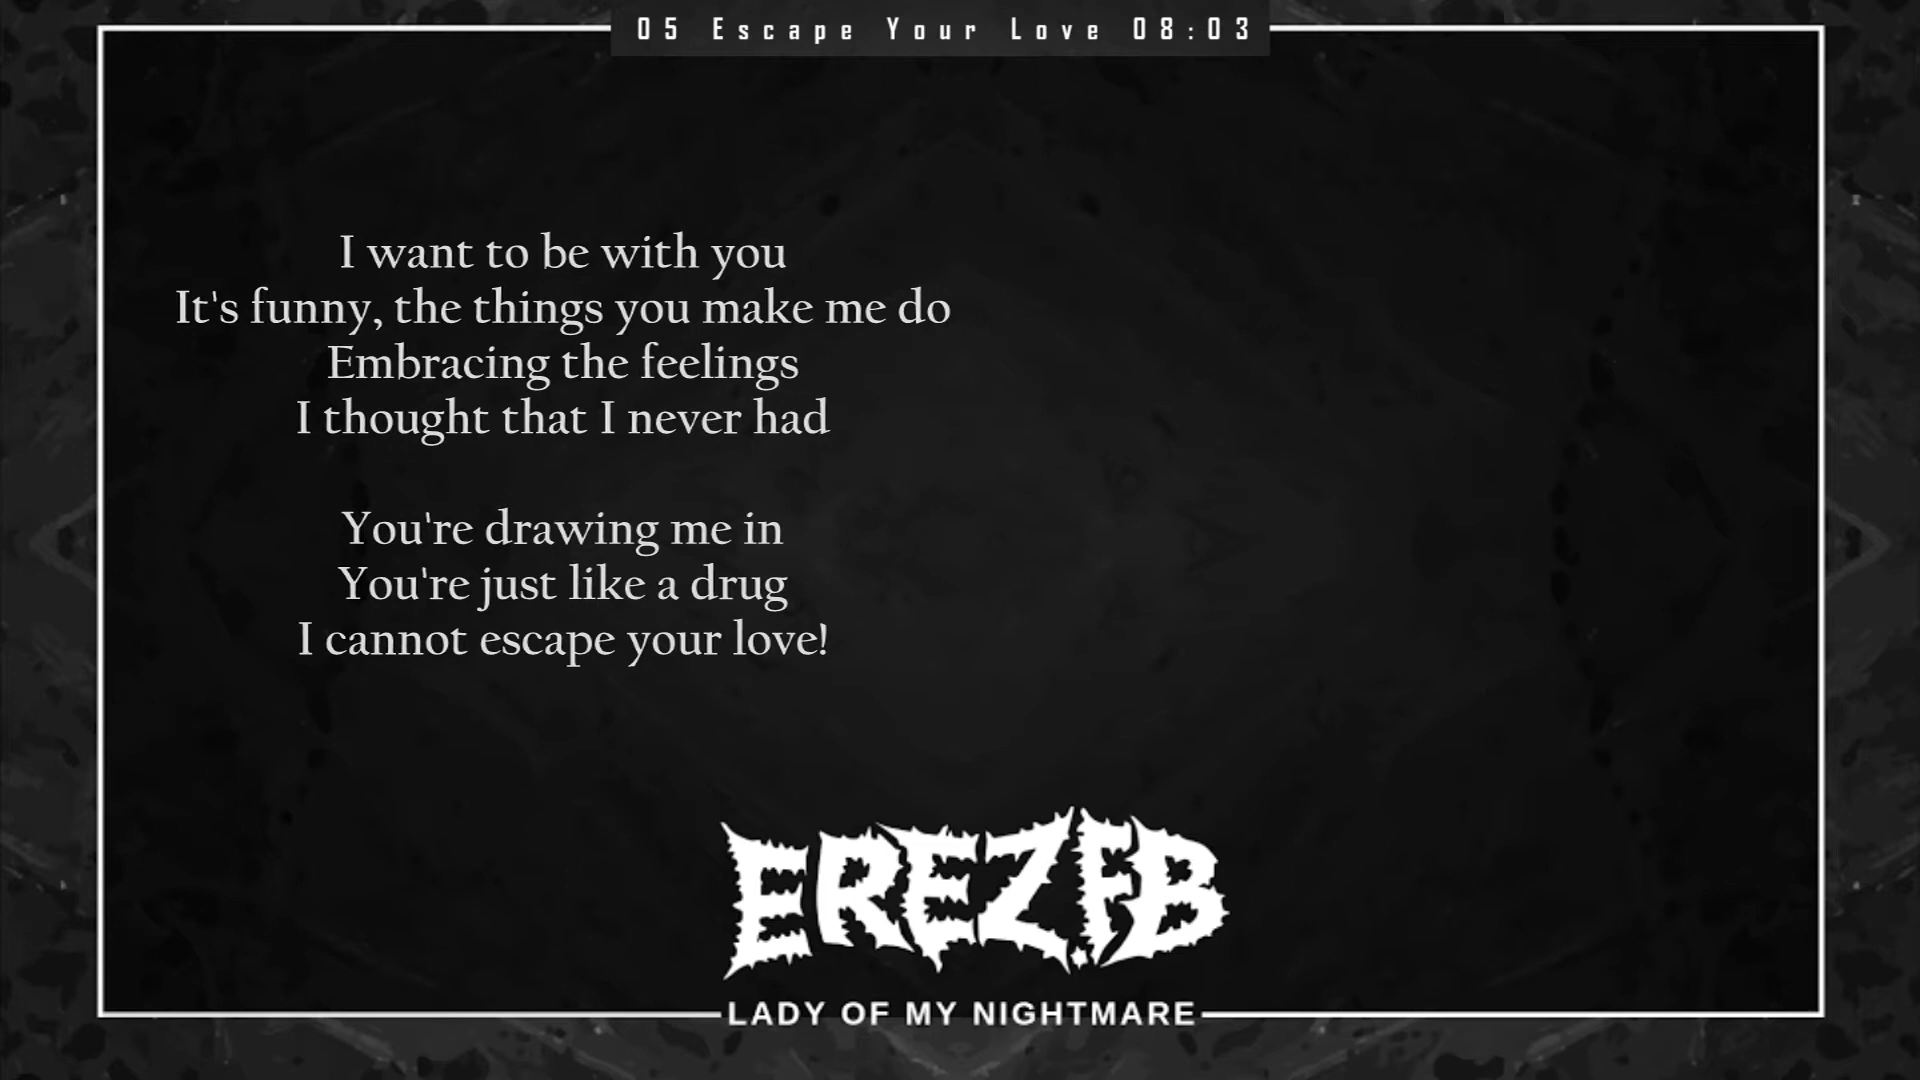 05 Escape Your Love 08:03
I want to be with you
It's funny, the things you make me do
Embracing the feelings
I thought that I never had
You're drawing me in
You're just like a drug
I cannot escape your love!
EREZ.FB
LADY OF MY NIGHTMARE